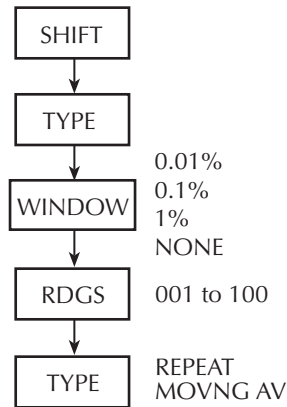 SHIFT
TYPE
0.01%
0.1%
WINDOW
1%
NONE
RDGS 001 to 100
REPEAT
TYPE
MOVNG AV